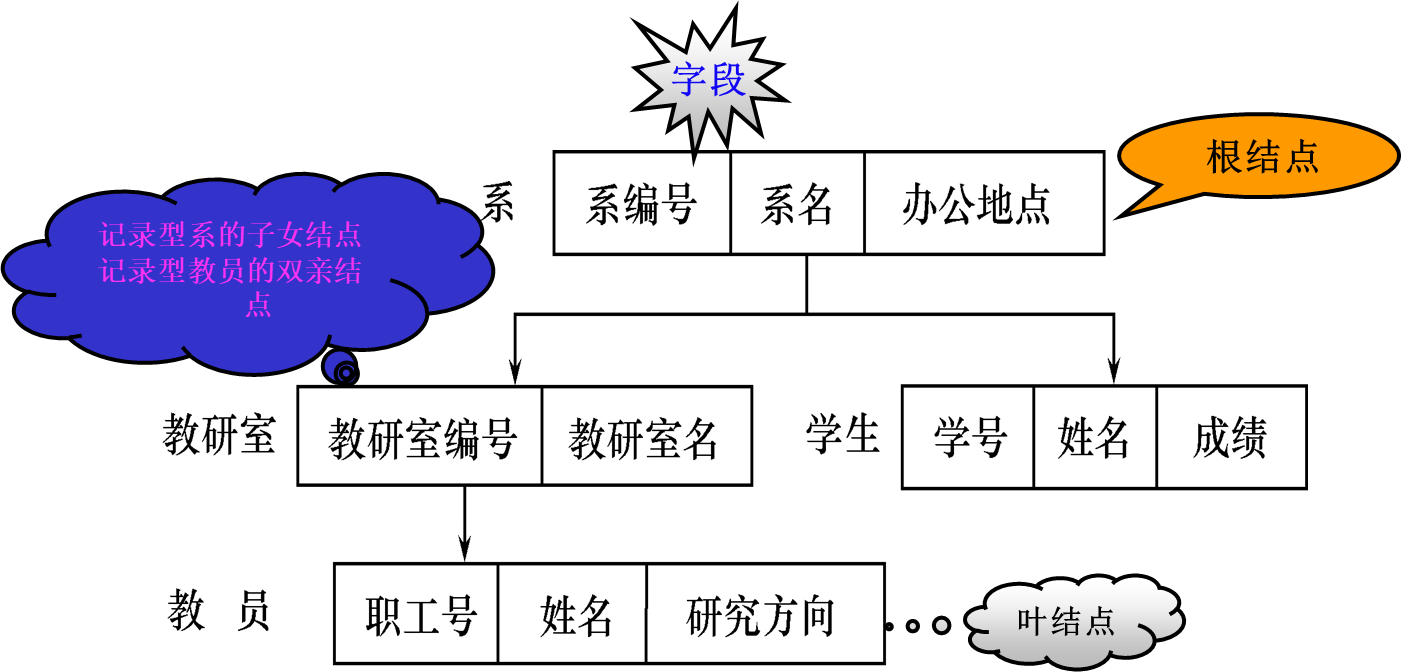 字段
根结点
系
系编号 系名 办公地点
记录型系的子女结点
记录型教员的双亲结
点
教研室
教研室编号 教研室名
学生
学号 姓名 成绩
教 员
职工号 姓名 研究方向
叶结点